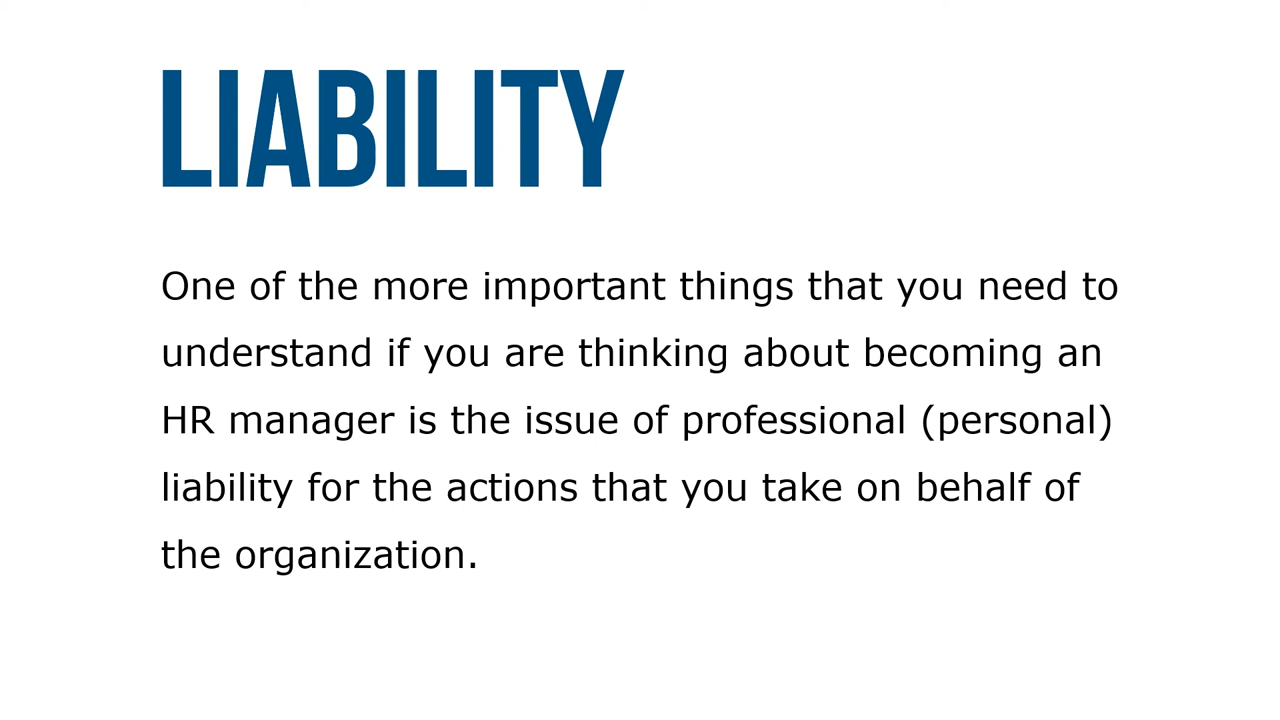 LIABILITY
One of the more important things that you need to
understand if you are thinking about becoming an
HR manager is the issue of professional (personal)
liability for the actions that you take on behalf of
the organization.